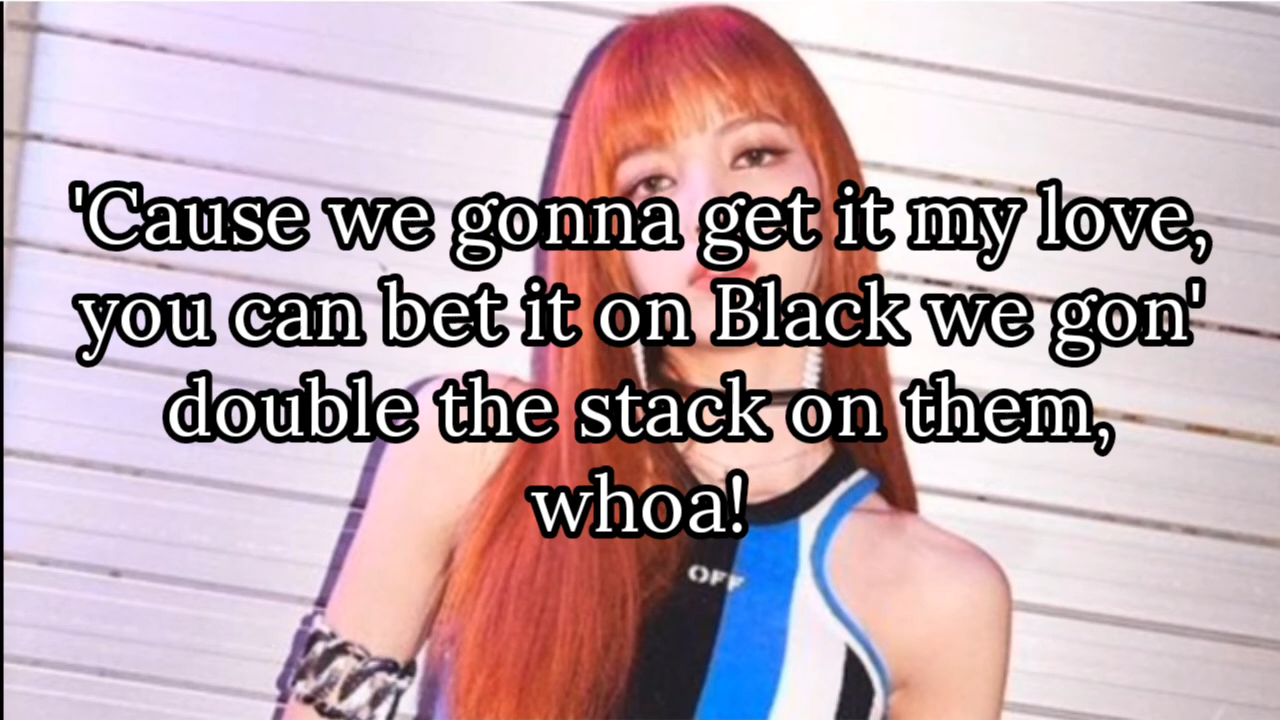 'Cause we gonna get it my love,
you can bet it on Black we gon'
double the stack on them,
whoa!
OFF